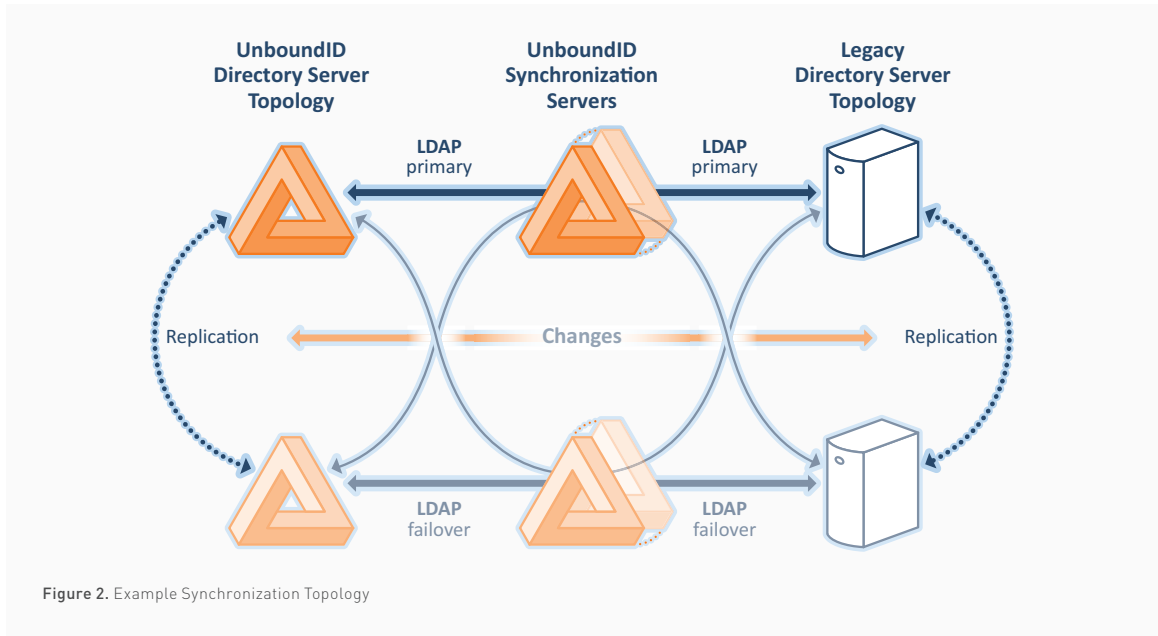 UnboundID
Directory Server
Topology
UnboundID
Synchronization
Servers
Legacy
Directory Server
Topology
LDAP
primary
LDAP
primary
Replication
Changes
Replication
LDAP
failover
LDAP
failover
Figure 2. Example Synchronization Topology